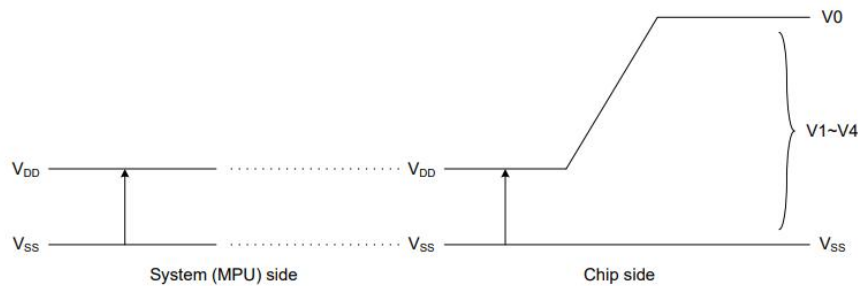 V0
V1~V4
VDD VDD
VSS VSS VSS
System (MPU) side Chip side